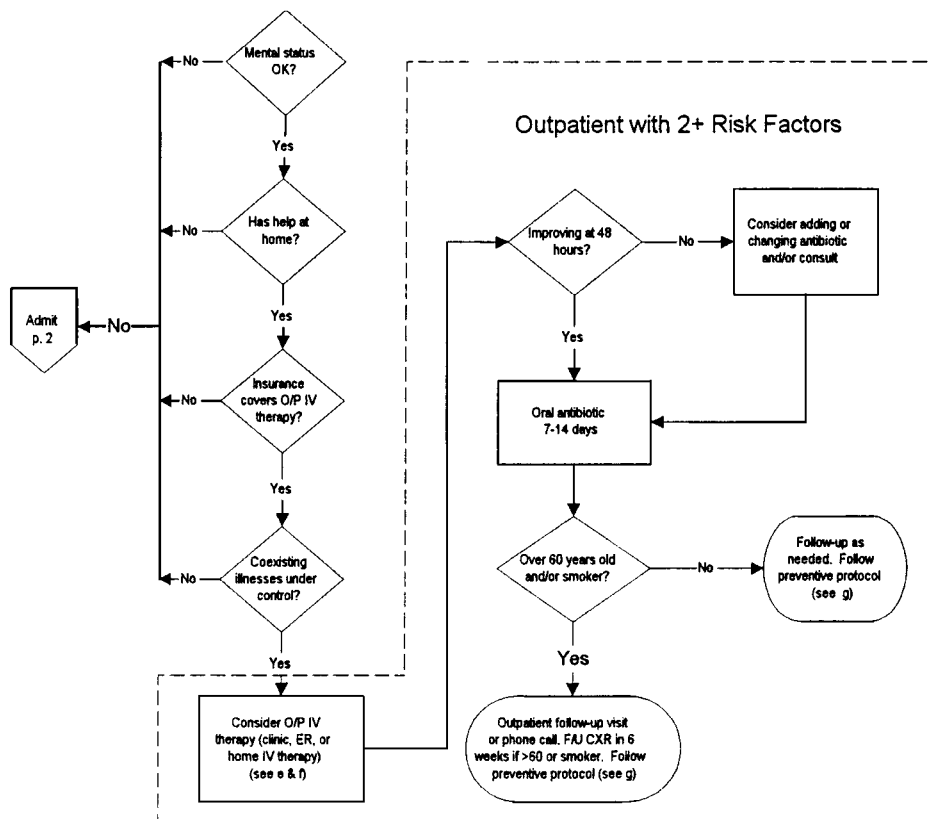 Mental status
OK?
No
Yes
Has help at
home?
No
Yes
Admit
p. 2
No
Insurance
covers O/P IV
therapy?
No
Yes
Coexisting
illnesses under
control?
No
Yes
Consider O/P IV
therapy (clinic, ER, or
home IV therapy)
(see e & f)
Outpatient with 2+ Risk Factors
Improving at 48
hours?
No
Consider adding or
changing antibiotic
and/or consult
Yes
Oral antibiotic
7-14 days
Over 60 years old
and/or smoker?
No
Follow-up as
needed. Follow
preventive protocol
(see g)
Yes
Outpatient follow-up visit
or phone call. F/U CXR in 6
weeks if >60 or smoker. Follow
preventive protocol (see g)